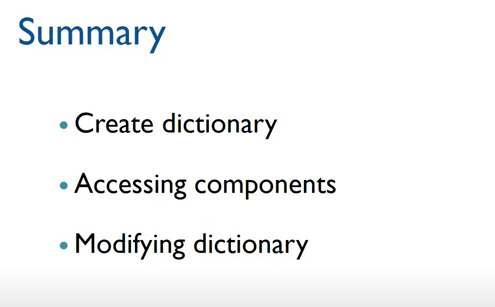 Summary
• Create dictionary
• Accessing components
• Modifying dictionary